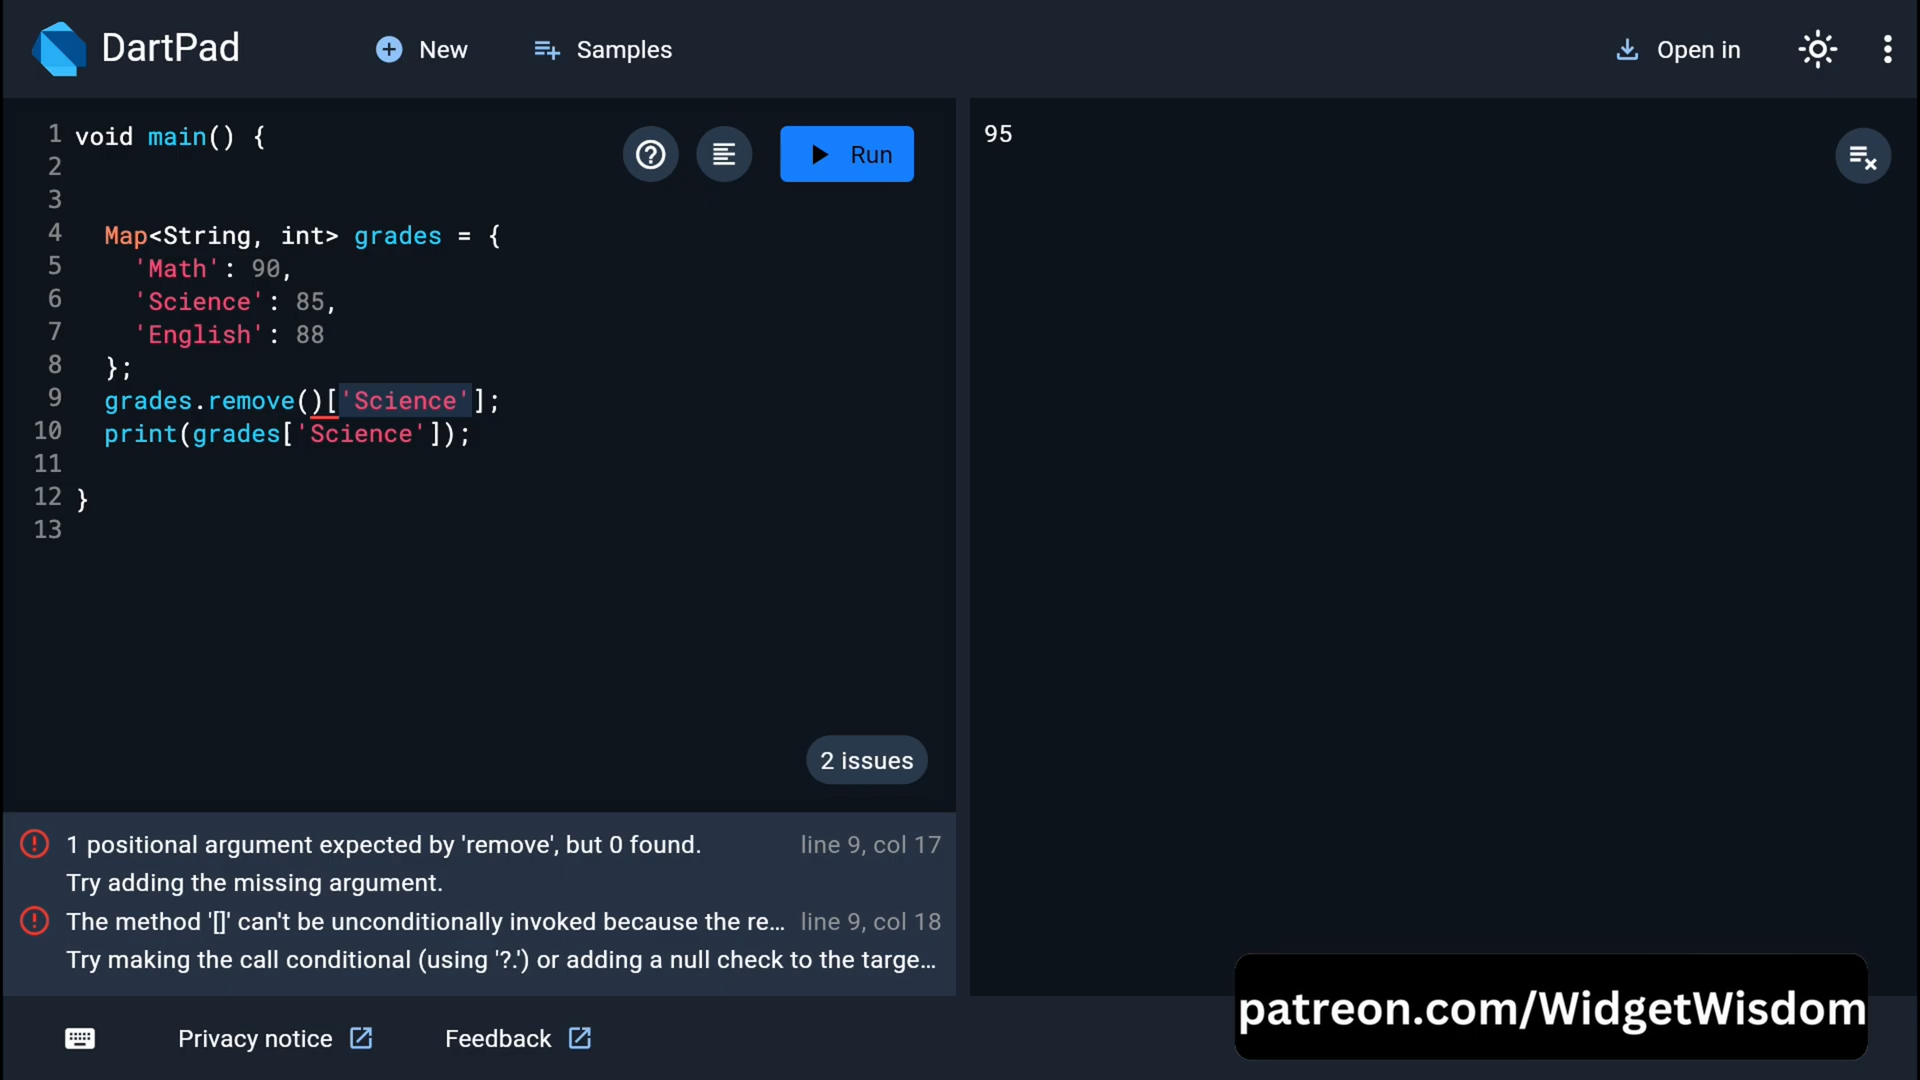 DartPad
New
Samples
Open in
1 void main() {
2
3
4 Map<String, int> grades = {
5 'Math': 90,
6 'Science': 85,
7 'English': 88
8 };
9 grades.remove()['Science'];
10 print(grades['Science']);
11
12 }
13
Run
95
2 issues
1 positional argument expected by 'remove', but 0 found. line 9, col 17
Try adding the missing argument.
The method '[]' can't be unconditionally invoked because the re... line 9, col 18
Try making the call conditional (using '?.') or adding a null check to the targe...
Privacy notice
Feedback
patreon.com/WidgetWisdom